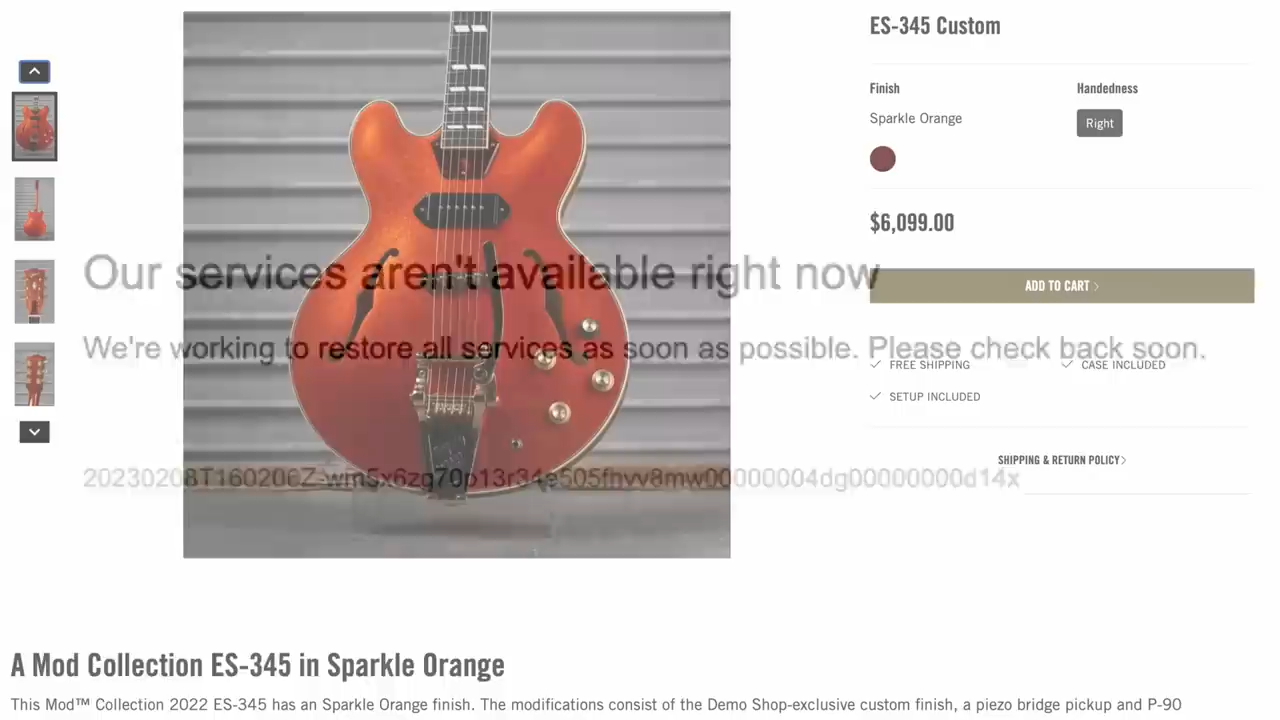 ES-345 Custom
Finish
Handedness
Sparkle Orange
Right
$6,099.00
Our services aren't available right now
ADD TO CART
We're working to restore all services as soon as possible. Please check back soon.
FREE SHIPPING
CASE INCLUDED
SETUP INCLUDED
SHIPPING & RETURN POLICY
A Mod Collection ES-345 in Sparkle Orange
This Mod™ Collection 2022 ES-345 has an Sparkle Orange finish. The modifications consist of the Demo Shop-exclusive custom finish, a piezo bridge pickup and P-90